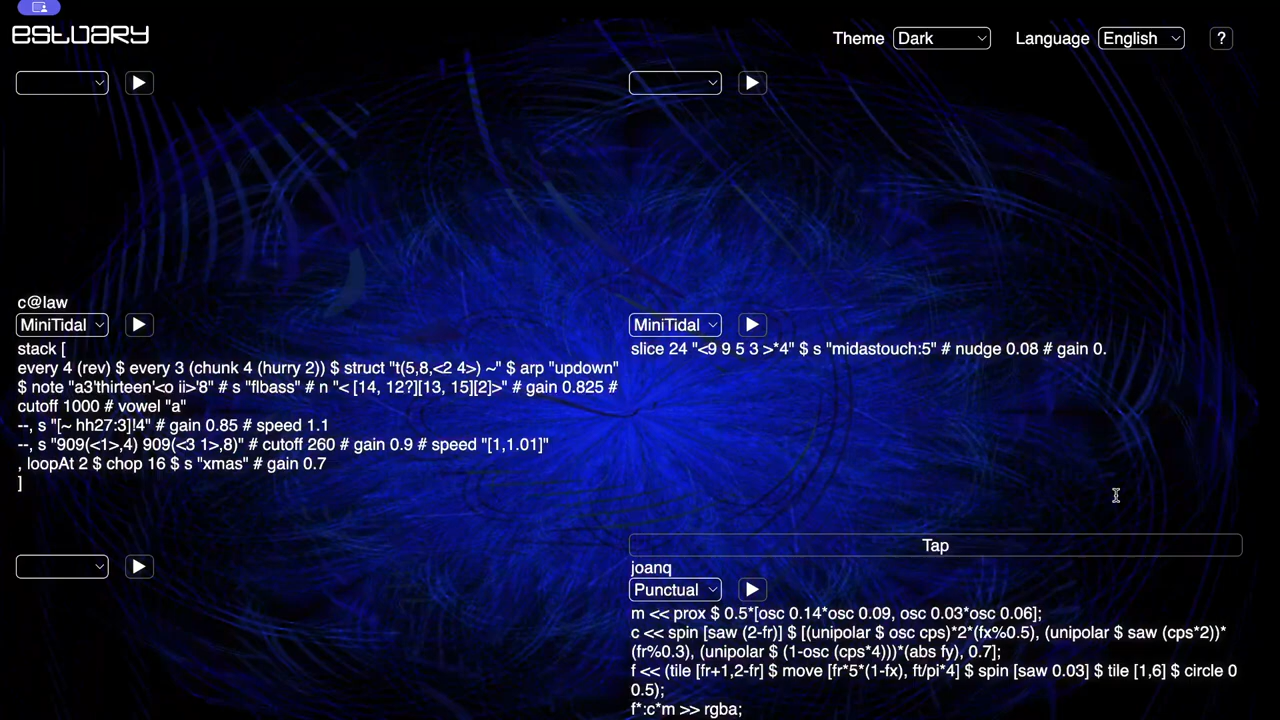 estuary
Theme Dark Language English ?
c@law
MiniTidal
stack [
every 4 (rev) $ every 3 (chunk 4 (hurry 2)) $ struct "t(5,8,<2 4>) ~" $ arp "updown"
$ note "a3'thirteen'<o ii>'8" # s "flbass" # n "< [14, 12?][13, 15][2]>" # gain 0.825 #
cutoff 1000 # vowel "a"
--, s "[~ hh27:3]!4" # gain 0.85 # speed 1.1
--, s "909(<1>,4) 909(<3 1>,8)" # cutoff 260 # gain 0.9 # speed "[1,1.01]"
, loopAt 2 $ chop 16 $ s "xmas" # gain 0.7
]
MiniTidal
slice 24 "<9 9 5 3 >*4" $ s "midastouch:5" # nudge 0.08 # gain 0.
Tap
joanq
Punctual
m << prox $ 0.5*[osc 0.14*osc 0.09, osc 0.03*osc 0.06];
c << spin [saw (2-fr)] $ [(unipolar $ osc cps)*2*(fx%0.5), (unipolar $ saw (cps*2))*
(fr%0.3), (unipolar $ (1-osc (cps*4)))*(abs fy), 0.7];
f << (tile [fr+1,2-fr] $ move [fr*5*(1-fx), ft/pi*4] $ spin [saw 0.03] $ tile [1,6] $ circle 0
0.5);
f*:c*m >> rgba;